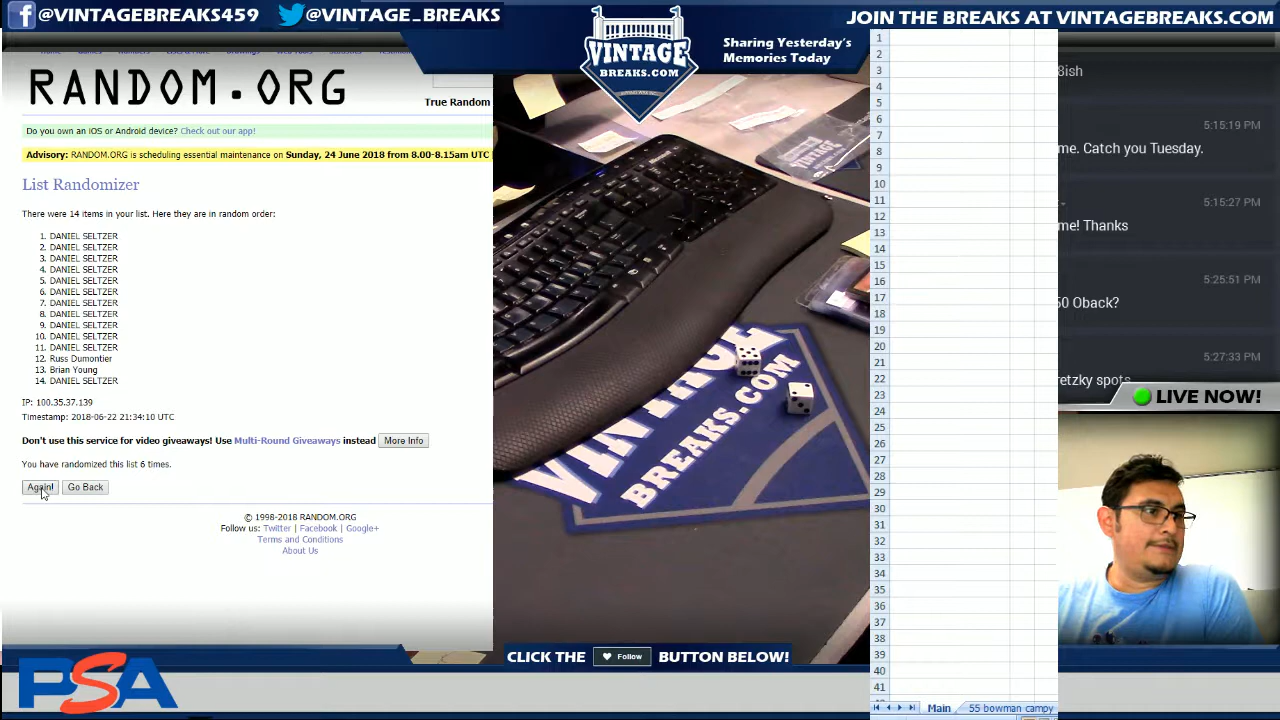 @VINTAGEBREAKS459
@VINTAGE_BREAKS
VINTAGE
BREAKS.COM
Sharing Yesterday's
Memories Today
JOIN THE BREAKS AT VINTAGEBREAKS.COM
RANDOM.ORG
True Random
Do you own an iOS or Android device? Check out our app!
Advisory: RANDOM.ORG is scheduling essential maintenance on Sunday, 24 June 2018 from 8.00-8.15am UTC
List Randomizer
There were 14 items in your list. Here they are in random order:
1. DANIEL SELTZER
2. DANIEL SELTZER
3. DANIEL SELTZER
4. DANIEL SELTZER
5. DANIEL SELTZER
6. DANIEL SELTZER
7. DANIEL SELTZER
8. DANIEL SELTZER
9. DANIEL SELTZER
10. DANIEL SELTZER
11. DANIEL SELTZER
12. Russ Dumontier
13. Brian Young
14. DANIEL SELTZER
IP: 100.35.37.139
Timestamp: 2018-06-22 21:34:10 UTC
Don't use this service for video giveaways! Use Multi-Round Giveaways instead More Info
You have randomized this list 6 times.
Again! Go Back
© 1998-2018 RANDOM.ORG
Follow us: Twitter | Facebook | Google+
Terms and Conditions
About Us
VINTAGE
BREAKS.COM
1
2
3
4
5
6
7
8
9
10
11
12
13
14
15
16
17
18
19
20
21
22
23
24
25
26
27
28
29
30
31
32
33
34
35
36
37
38
39
40
41
Main 55 bowman campy
8ish
5:15:19 PM
me. Catch you Tuesday.
5:15:27 PM
me! Thanks
5:25:51 PM
50 Oback?
5:27:33 PM
retzky spots
LIVE NOW!
CLICK THE Follow BUTTON BELOW!
PSA